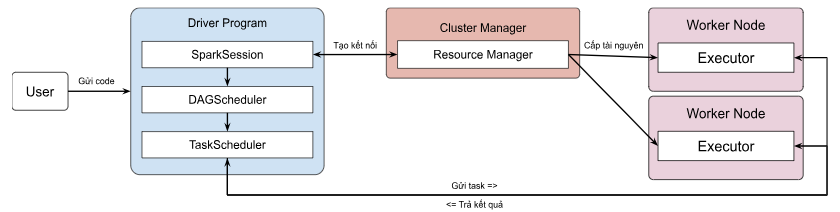 User
Gửi code
Driver Program
SparkSession
DAGScheduler
TaskScheduler
Tạo kết nối
Cluster Manager
Resource Manager
Cấp tài nguyên
Worker Node
Executor
Worker Node
Executor
Gửi task =>
<= Trả kết quả